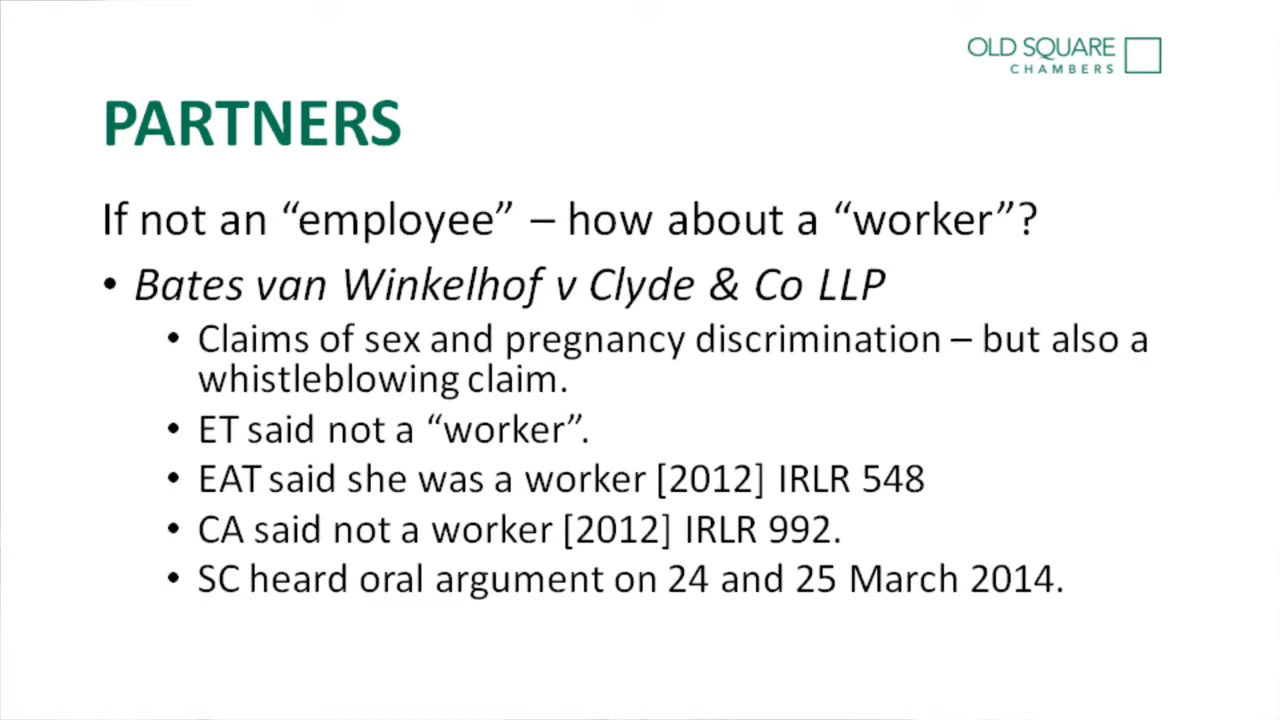 OLD SQUARE
CHAMBERS
PARTNERS
If not an “employee” – how about a “worker”?
• Bates van Winkelhof v Clyde & Co LLP
• Claims of sex and pregnancy discrimination – but also a
whistleblowing claim.
• ET said not a “worker”.
• EAT said she was a worker [2012] IRLR 548
• CA said not a worker [2012] IRLR 992.
• SC heard oral argument on 24 and 25 March 2014.